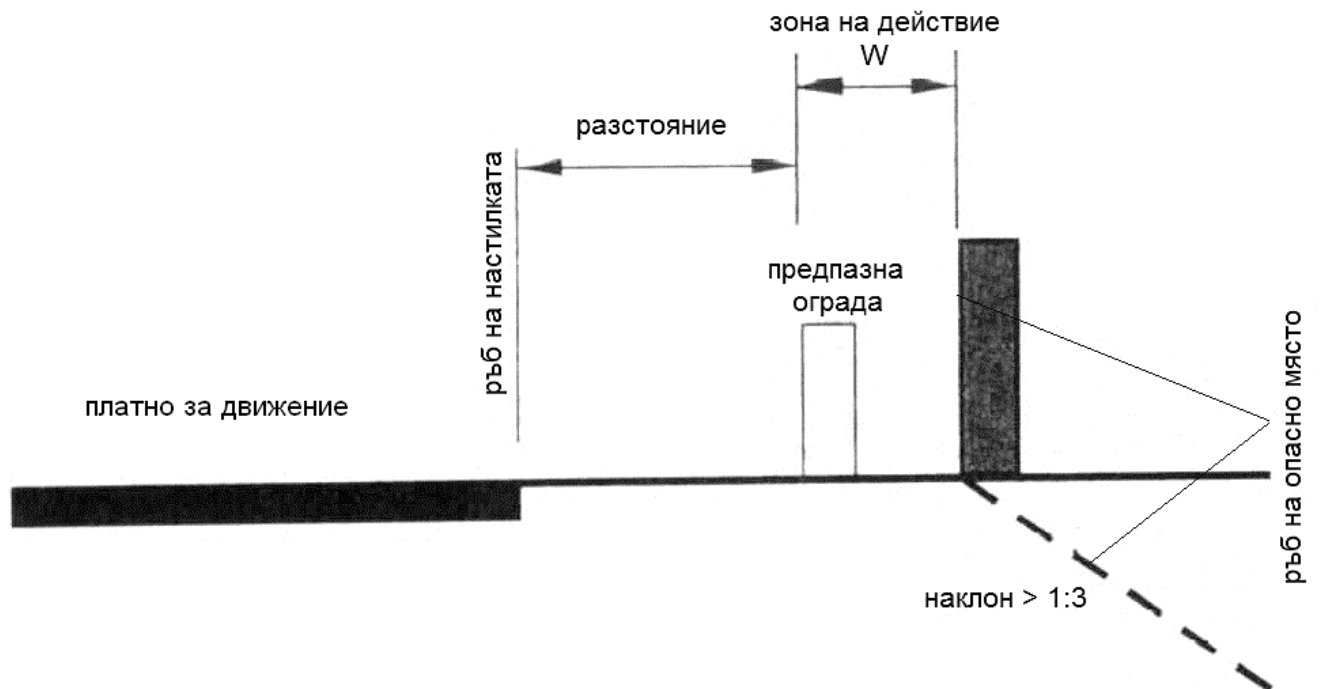 зона на действие
W
разстояние
ръб на настилката
предпазна
ограда
платно за движение
ръб на опасно място
наклон > 1:3